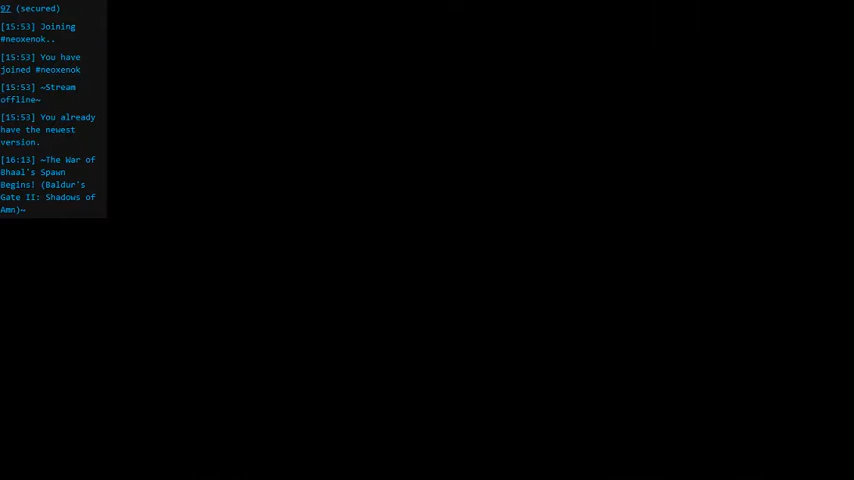 97 (secured)
[15:53] Joining
#neoxenok..
[15:53] You have
joined #neoxenok
[15:53] ~Stream
offline~
[15:53] You already
have the newest
version.
[16:13] ~The War of
Bhaal's Spawn
Begins! (Baldur's
Gate II: Shadows of
Amn)~